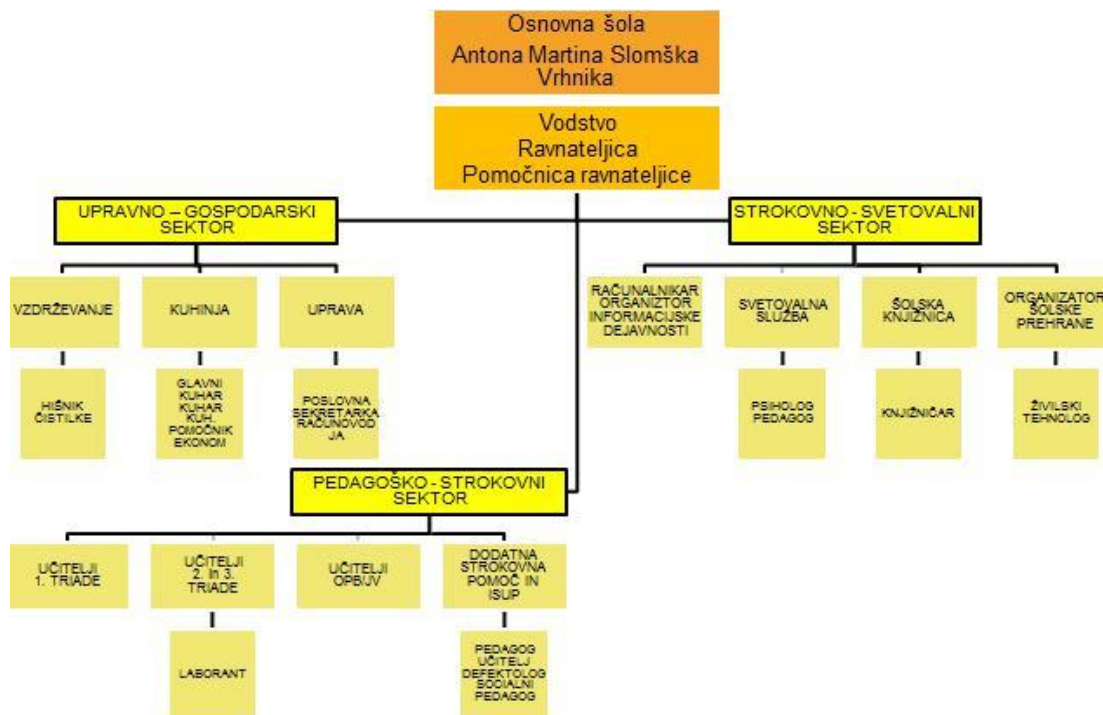 Osnovna šola
Antona Martina Slomška
Vrhnika
Vodstvo
Ravnateljica
Pomočnica ravnateljice
UPRAVNO – GOSPODARSKI
SEKTOR
STROKOVNO - SVETOVALNI
SEKTOR
VZDRŽEVANJE
KUHINJA
UPRAVA
RAČUNALNIKAR
ORGANIZTOR
INFORMACIJSKE
DEJAVNOSTI
SVETOVALNA
SLUŽBA
ŠOLSKA
KNJIŽNICA
ORGANIZATOR
ŠOLSKE
PREHRANE
HIŠNIK
ČISTILKE
GLAVNI
KUHAR
KUHAR
KUH.
POMOČNIK
EKONOM
POSLOVNA
SEKRETARKA
RAČUNOVOD
JA
PSIHOLOG
PEDAGOG
KNJIŽNIČAR
ŽIVILSKI
TEHNOLOG
PEDAGOŠKO - STROKOVNI
SEKTOR
UČITELJI
1. TRIADE
UČITELJI
2. in 3.
TRIADE
UČITELJI
OPB/JV
DODATNA
STROKOVNA
POMOČ IN
ISUP
LABORANT
PEDAGOG
UČITELJ
DEFEKTOLOG
SOCIALNI
PEDAGOG